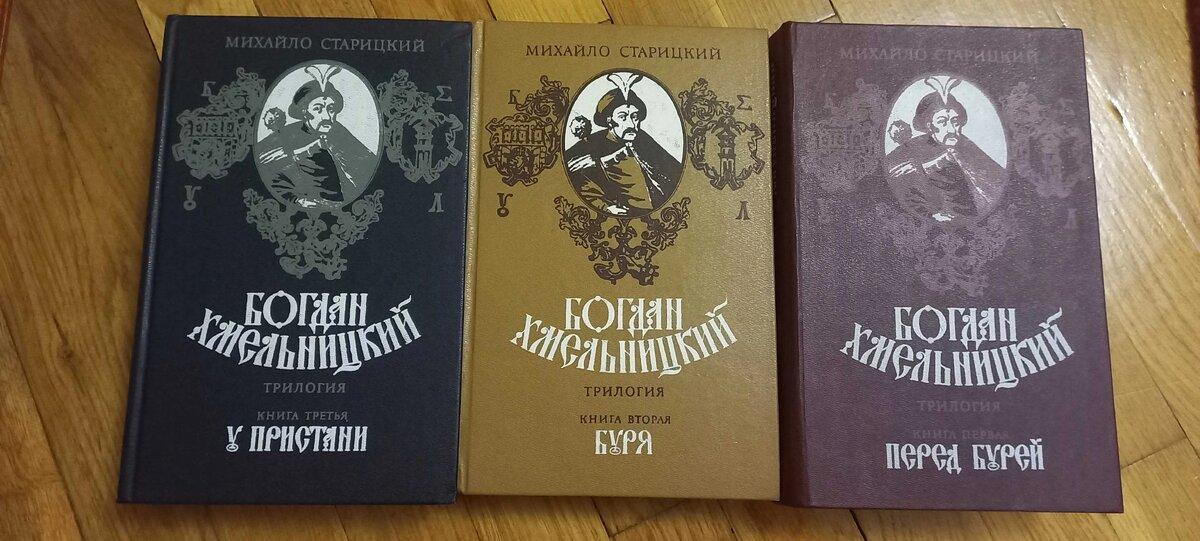 МИХАЙЛО СТАРИЦКИЙ
Б Σ
У Л
БОГДАН
ХМЕЛЬНИЦКИЙ
ТРИЛОГИЯ
КНИГА ТРЕТЬЯ
У ПРИСТАНИ
МИХАЙЛО СТАРИЦКИЙ
Б Σ
У Л
БОГДАН
ХМЕЛЬНИЦКИЙ
ТРИЛОГИЯ
КНИГА ВТОРАЯ
БУРЯ
МИХАЙЛО СТАРИЦКИЙ
Б Σ
У Л
БОГДАН
ХМЕЛЬНИЦКИЙ
ТРИЛОГИЯ
КНИГА ПЕРВАЯ
ПЕРЕД БУРЕЙ